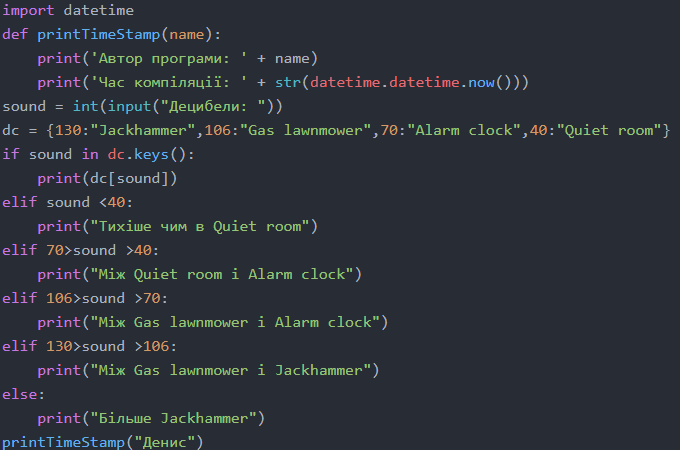 import datetime
def printTimeStamp(name):
    print('Автор програми: ' + name)
    print('Час компіляції: ' + str(datetime.datetime.now()))
sound = int(input("Децибели: "))
dc = {130:"Jackhammer",106:"Gas lawnmower",70:"Alarm clock",40:"Quiet room"}
if sound in dc.keys():
    print(dc[sound])
elif sound <40:
    print("Тихіше чим в Quiet room")
elif 70>sound >40:
    print("Між Quiet room і Alarm clock")
elif 106>sound >70:
    print("Між Gas lawnmower і Alarm clock")
elif 130>sound >106:
    print("Між Gas lawnmower і Jackhammer")
else:
    print("Більше Jackhammer")
printTimeStamp("Денис")